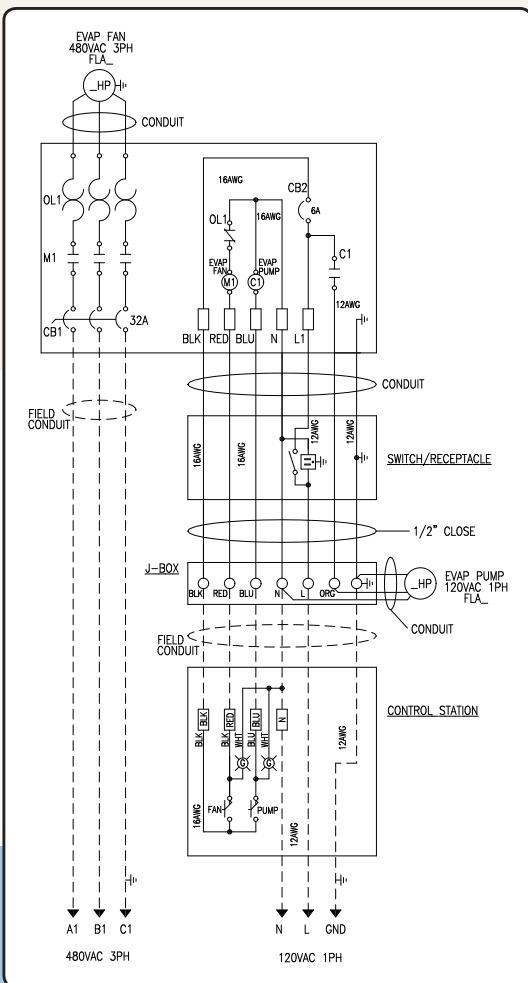 EVAP FAN
480VAC 3PH
FLA_
_HP
CONDUIT
OL1
M1
CB1
32A
16AWG
CB2
6A
OL1
16AWG
C1
EVAP
FAN
M1
EVAP
PUMP
C1
12AWG
BLK
RED
BLU
N
L1
CONDUIT
FIELD
CONDUIT
16AWG
16AWG
12AWG
12AWG
SWITCH/RECEPTACLE
1/2" CLOSE
J-BOX
BLK
RED
BLU
N
L
ORG
_HP
EVAP PUMP
120VAC 1PH
FLA_
CONDUIT
FIELD
CONDUIT
CONTROL STATION
BLK
RED
BLU
N
BLK
BLK
WHT
BLU
WHT
G
G
12AWG
16AWG
FAN
PUMP
12AWG
A1
B1
C1
480VAC 3PH
N
L
GND
120VAC 1PH